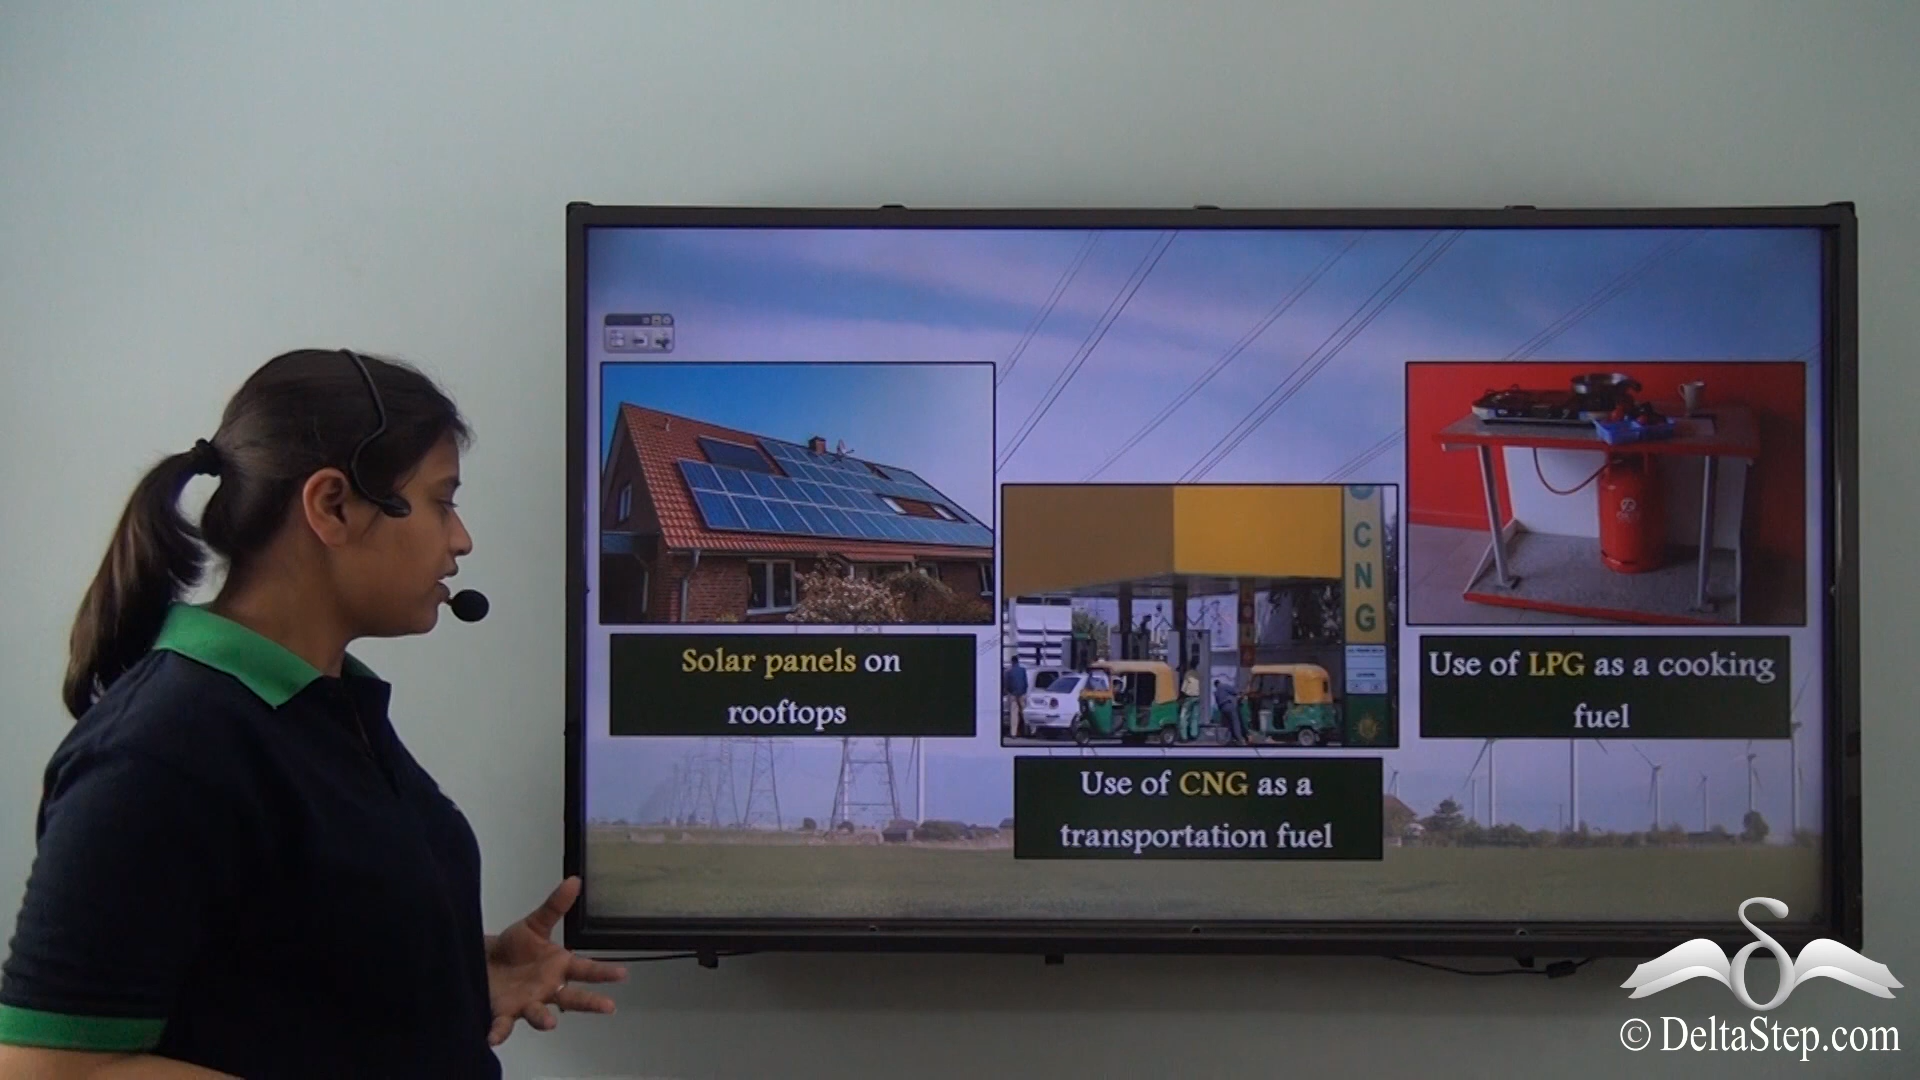 Solar panels on
rooftops
CNG
Use of CNG as a
transportation fuel
Use of LPG as a cooking
fuel
© DeltaStep.com